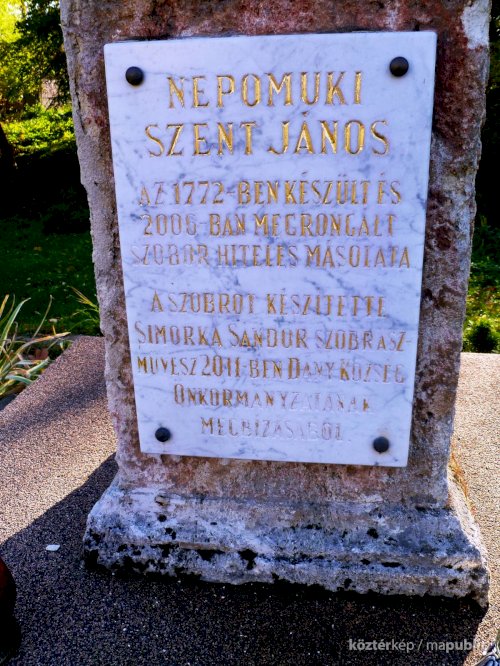 NEPOMUKI
SZENT JÁNOS
AZ 1772-BEN KÉSZÜLT ÉS
2006-BAN MEGRONGÁLT
SZOBOR HITELES MÁSOLATA
A SZOBROT KÉSZÍTETTE
SIMORKA SÁNDOR SZOBRÁSZ-
MŰVÉSZ 2011-BEN DÁNY KÖZSÉG
ÖNKORMÁNYZATÁNAK
MEGBÍZÁSÁBÓL.
köztérkép / mapublic